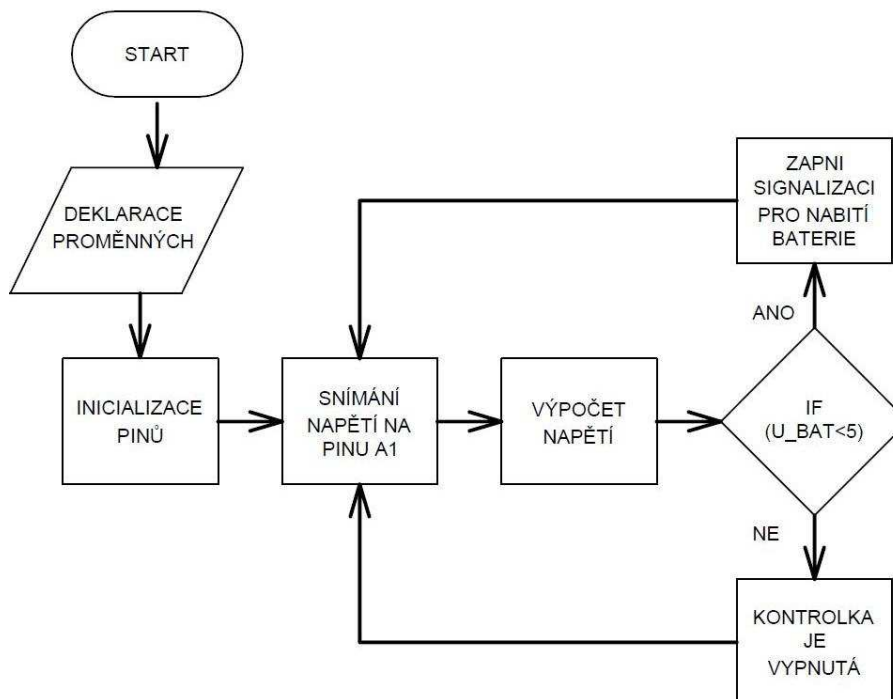 START
DEKLARACE
PROMĚNNÝCH
INICIALIZACE
PINŮ
SNÍMÁNÍ
NAPĚTÍ NA
PINU A1
VÝPOČET
NAPĚTÍ
IF
(U_BAT<5)
ANO
ZAPNI
SIGNALIZACI
PRO NABITÍ
BATERIE
NE
KONTROLKA
JE
VYPNUTÁ